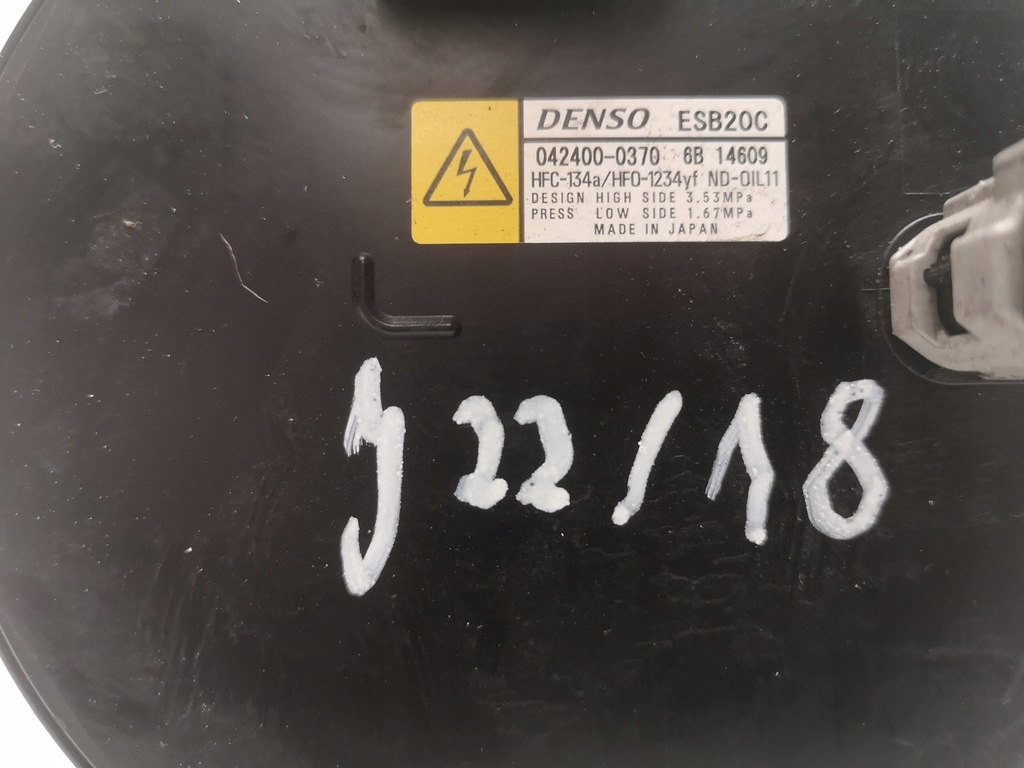 DENSO ESB20C
042400-0370 6B 14609
HFC-134a/HFO-1234yf ND-OIL11
DESIGN HIGH SIDE 3.53MPa
PRESS LOW SIDE 1.67MPa
MADE IN JAPAN
J22/18